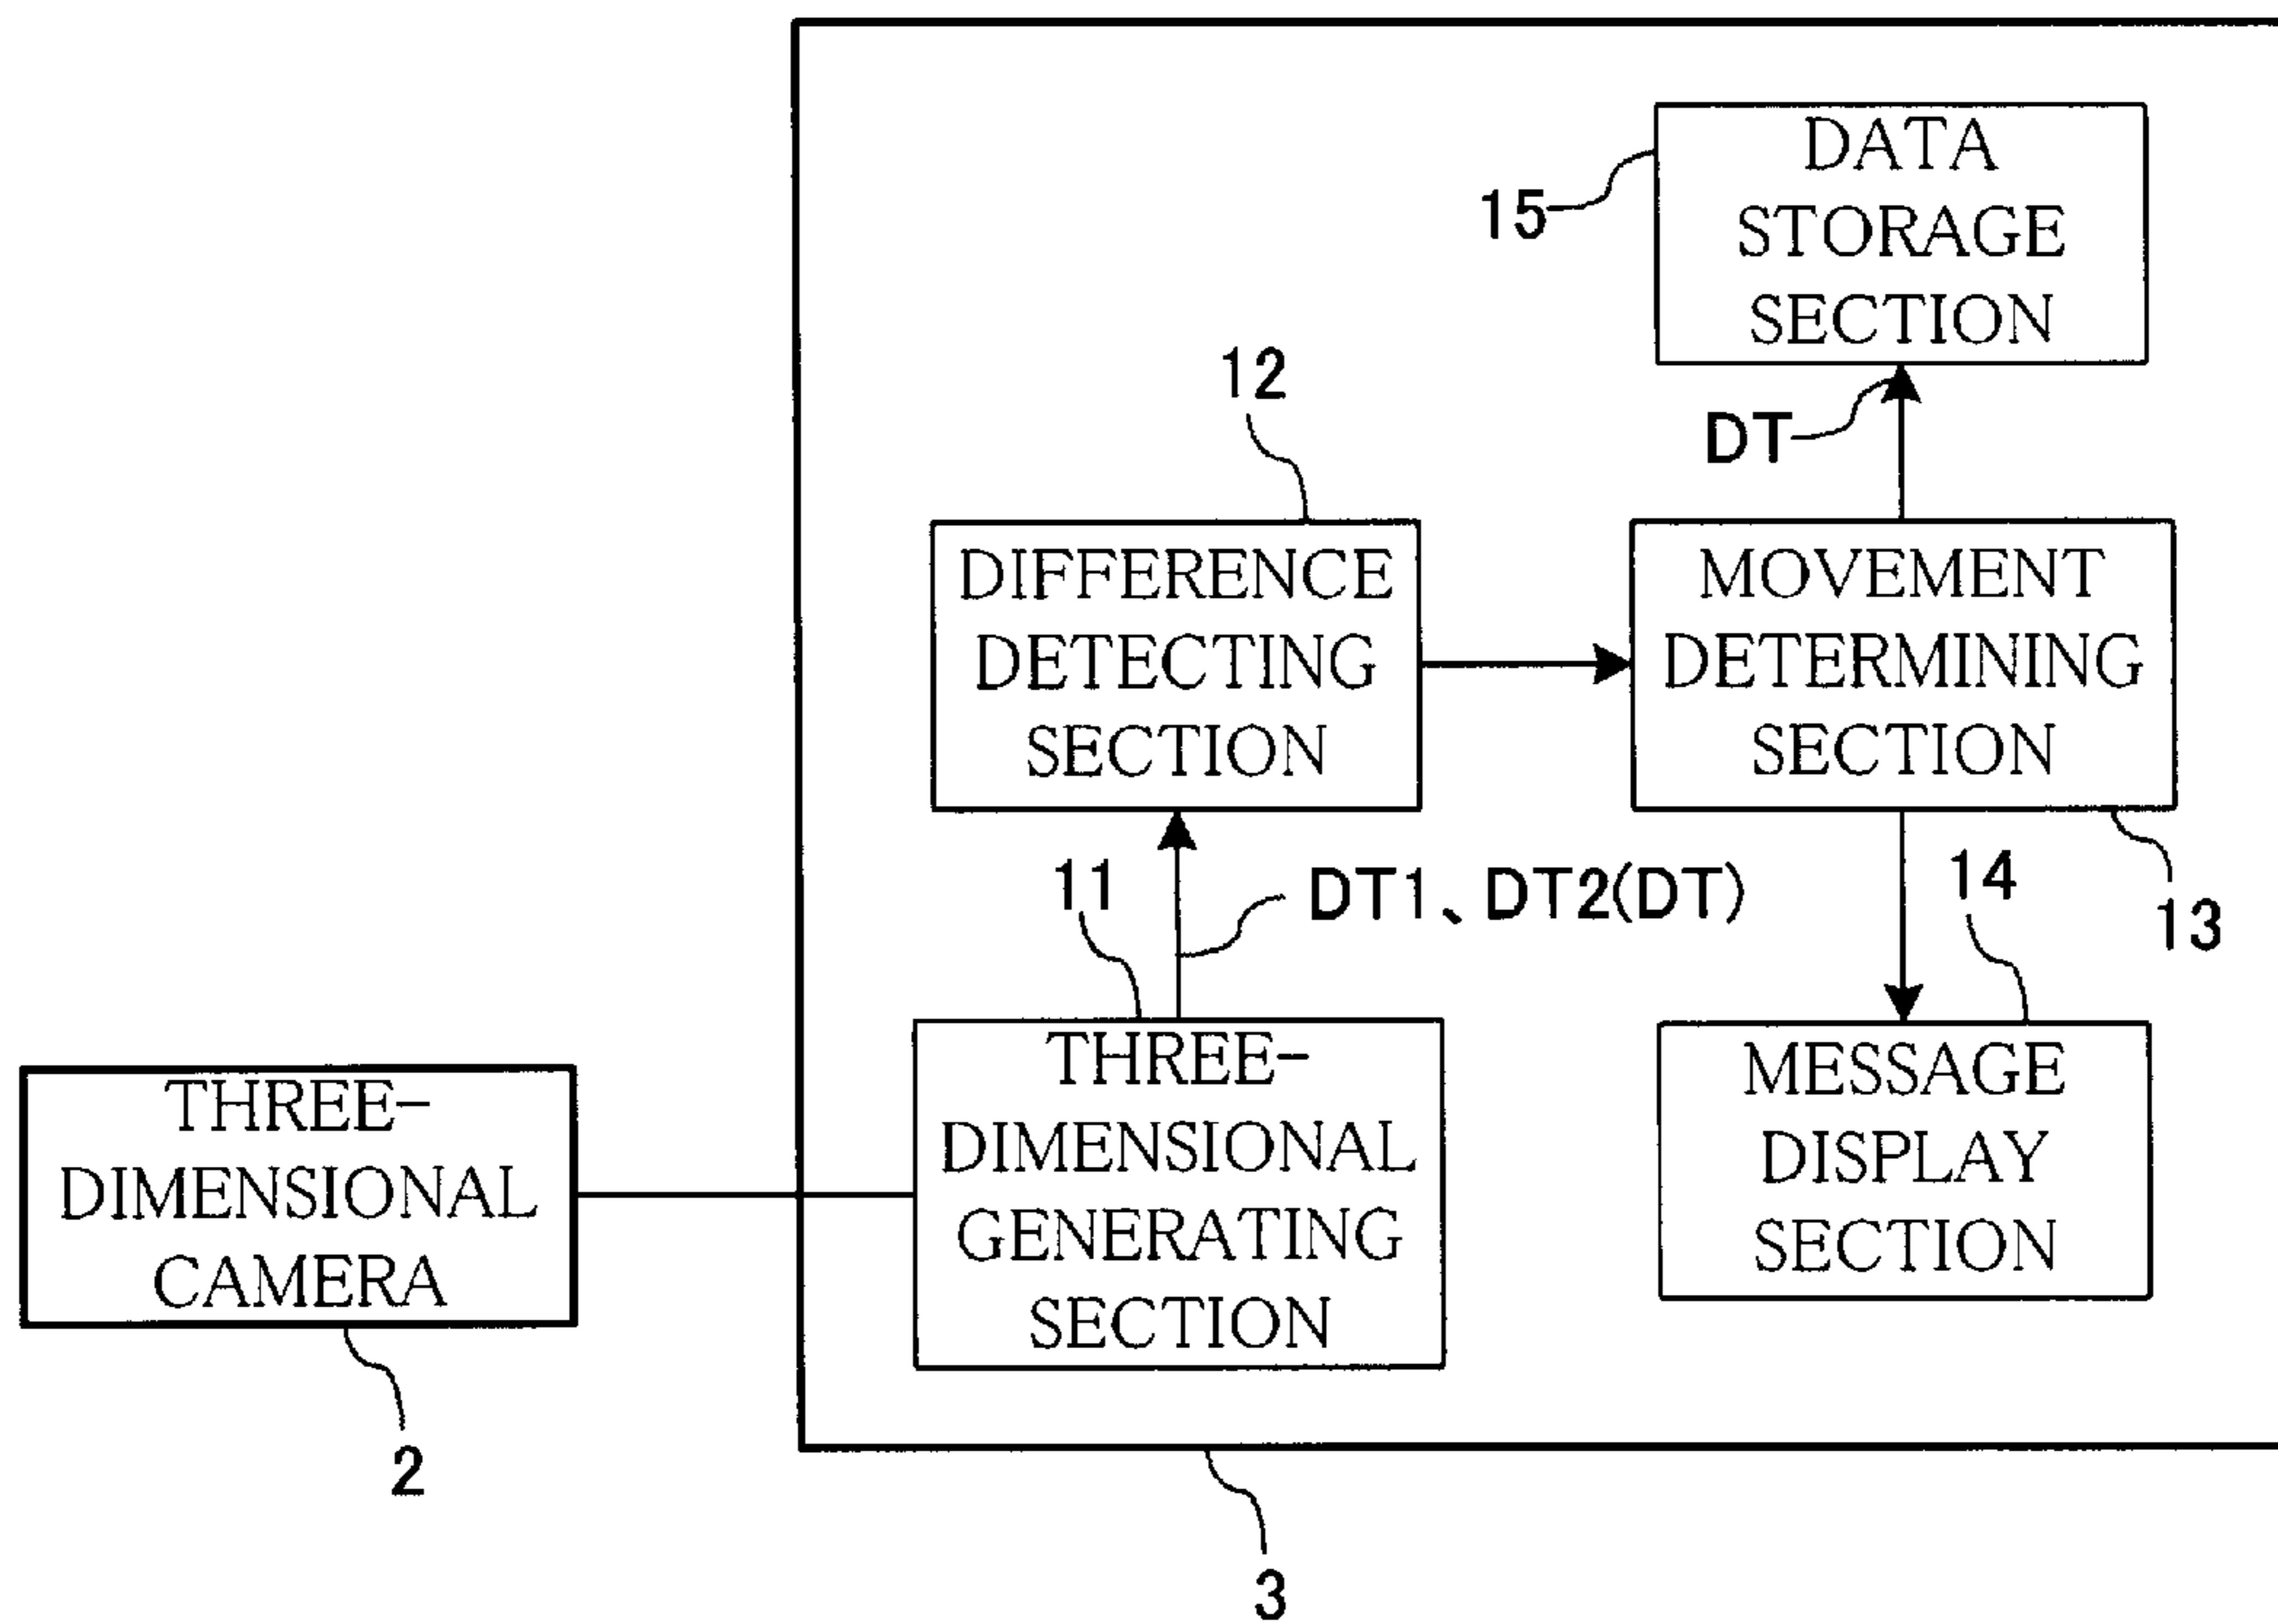 DATA
STORAGE
SECTION
15
DT
12
DIFFERENCE
DETECTING
SECTION
MOVEMENT
DETERMINING
SECTION
13
11
DT1、DT2(DT)
14
THREE-
DIMENSIONAL
CAMERA
2
THREE-
DIMENSIONAL
GENERATING
SECTION
MESSAGE
DISPLAY
SECTION
3